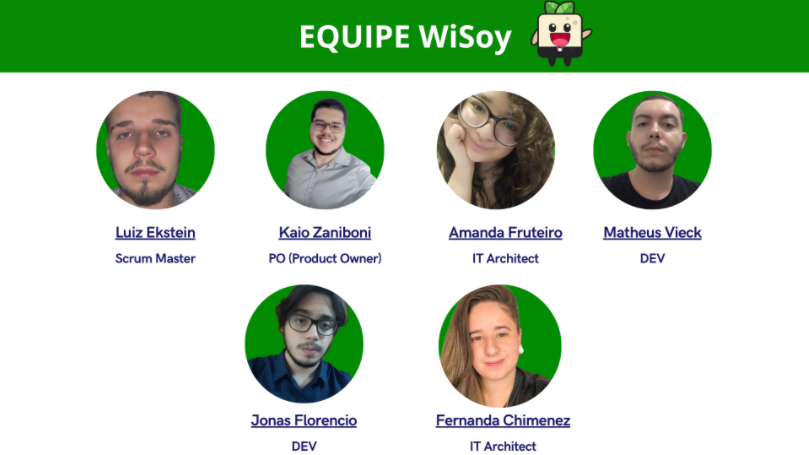 EQUIPE WiSoy
Luiz Ekstein
Scrum Master
Kaio Zaniboni
PO (Product Owner)
Amanda Fruteiro
IT Architect
Matheus Vieck
DEV
Jonas Florencio
DEV
Fernanda Chimenez
IT Architect